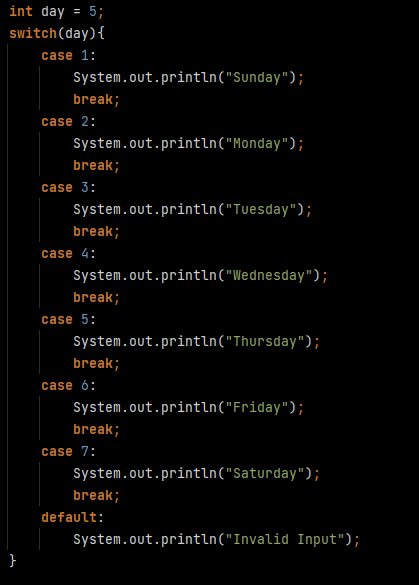 int day = 5;
switch(day){
    case 1:
        System.out.println("Sunday");
        break;
    case 2:
        System.out.println("Monday");
        break;
    case 3:
        System.out.println("Tuesday");
        break;
    case 4:
        System.out.println("Wednesday");
        break;
    case 5:
        System.out.println("Thursday");
        break;
    case 6:
        System.out.println("Friday");
        break;
    case 7:
        System.out.println("Saturday");
        break;
    default:
        System.out.println("Invalid Input");
}